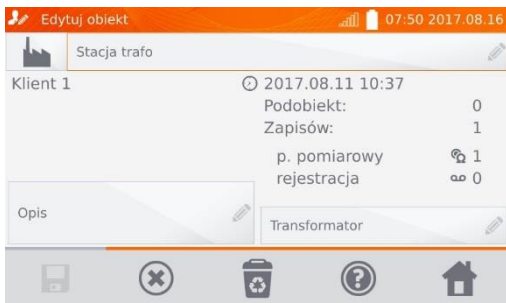 Edytuj obiekt 07:50 2017.08.16
Stacja trafo
Klient 1 2017.08.11 10:37
Podobiekt: 0
Zapisów: 1
p. pomiarowy 1
rejestracja 0
Opis
Transformator